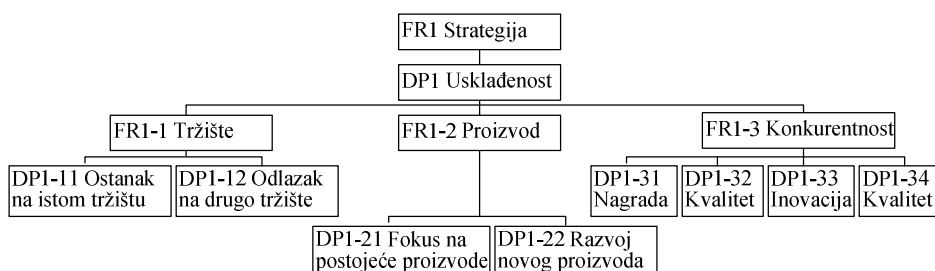 FR1 Strategija
DP1 Usklađenost
FR1-1 Tržište
FR1-2 Proizvod
FR1-3 Konkurentnost
DP1-11 Ostanak
na istom tržištu
DP1-12 Odlazak
na drugo tržište
DP1-31
Nagrada
DP1-32
Kvalitet
DP1-33
Inovacija
DP1-34
Kvalitet
DP1-21 Fokus na
postojeće proizvode
DP1-22 Razvoj
novog proizvoda